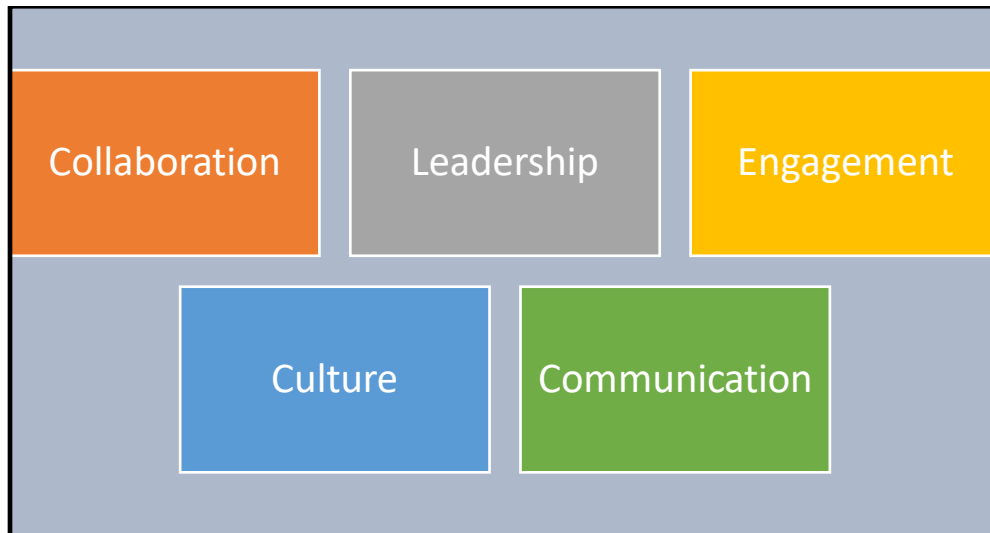 Collaboration
Leadership
Engagement
Culture
Communication